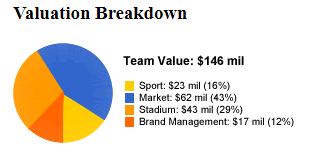 Valuation Breakdown
Team Value: $146 mil
Sport: $23 mil (16%)
Market: $62 mil (43%)
Stadium: $43 mil (29%)
Brand Management: $17 mil (12%)